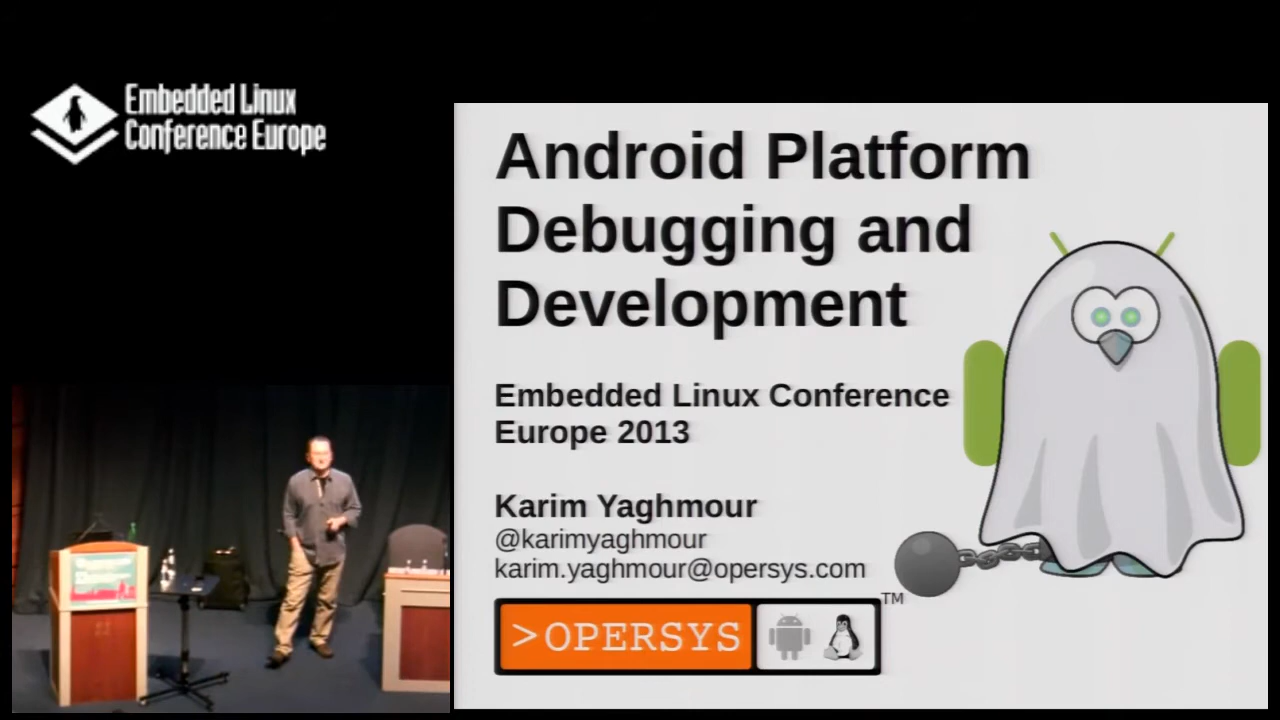 Embedded Linux
Conference Europe
Android Platform
Debugging and
Development
Embedded Linux Conference
Europe 2013
Karim Yaghmour
@karimyaghmour
karim.yaghmour@opersys.com
>OPERSYS
TM